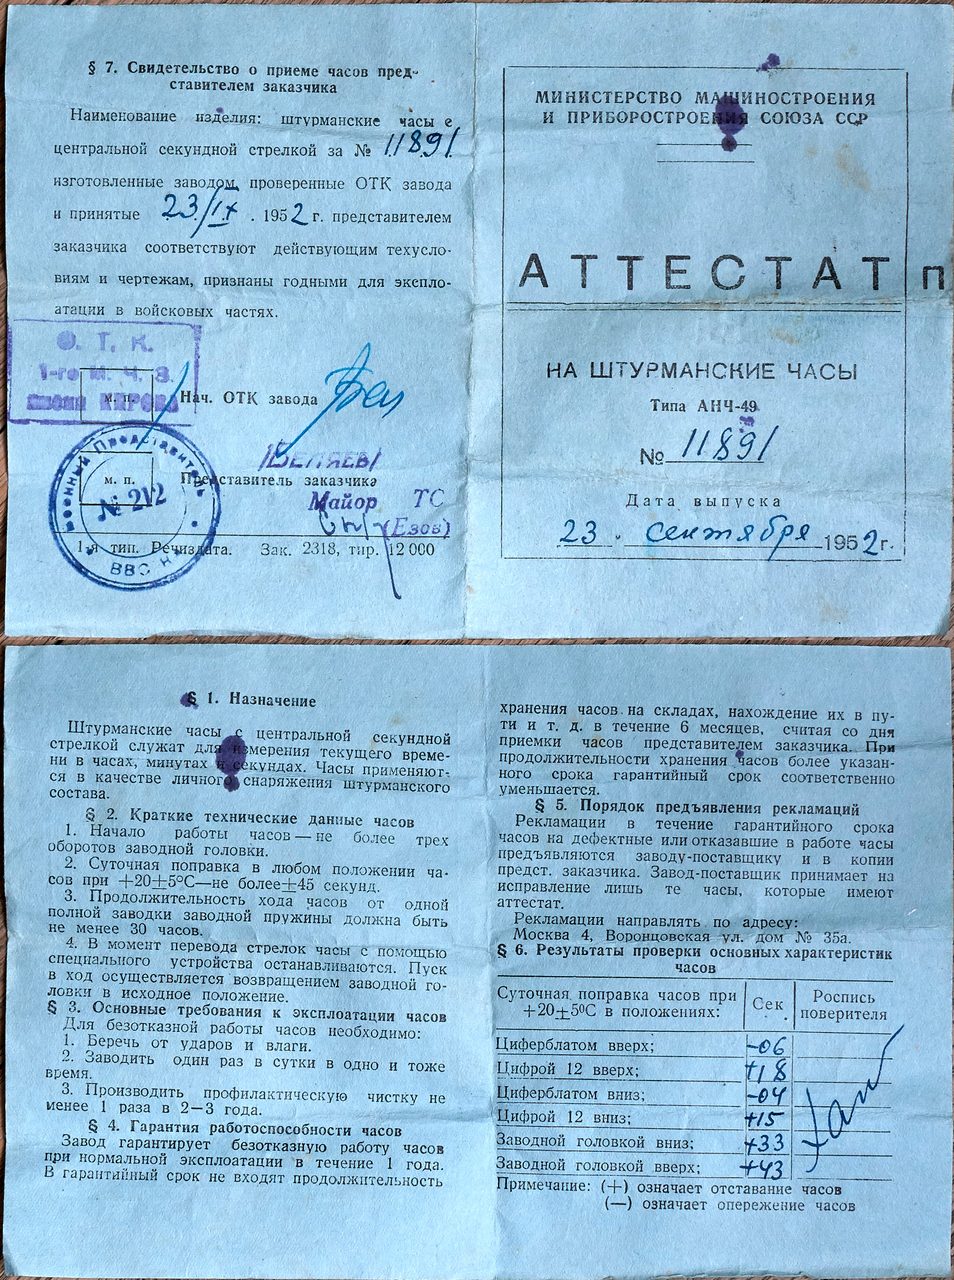 § 7. Свидетельство о приеме часов пред-
ставителем заказчика
Наименование изделия: штурманские часы с
центральной секундной стрелкой за № 11891
изготовленные заводом, проверенные ОТК завода
и принятые 23/IX . 1952 г. представителем
заказчика соответствуют действующим техусло-
виям и чертежам, признаны годными для экспло-
атации в войсковых частях.
О. Т. К.
1-го М. Ч. З.
имени КИРОВА
м. п.
Нач. ОТК завода
/БЕЛЯЕВ/
Военный Представитель
№ 212
ВВС
м. п.
Представитель заказчика
Майор ТС
(Езов)
1-я тип. Речиздата. Зак. 2318, тир. 12 000
МИНИСТЕРСТВО МАШИНОСТРОЕНИЯ
И ПРИБОРОСТРОЕНИЯ СОЮЗА ССР
АТТЕСТАТ П
НА ШТУРМАНСКИЕ ЧАСЫ
Типа АНЧ-49
№ 11891
Дата выпуска
23 . сентября 1952 г.
§ 1. Назначение
Штурманские часы с центральной секундной
стрелкой служат для измерения текущего време-
ни в часах, минутах и секундах. Часы применяют-
ся в качестве личного снаряжения штурманского
состава.
§ 2. Краткие технические данные часов
1. Начало работы часов — не более трех
оборотов заводной головки.
2. Суточная поправка в любом положении ча-
сов при +20±5°С—не более±45 секунд.
3. Продолжительность хода часов от одной
полной заводки заводной пружины должна быть
не менее 30 часов.
4. В момент перевода стрелок часы с помощью
специального устройства останавливаются. Пуск
в ход осуществляется возвращением заводной го-
ловки в исходное положение.
§ 3. Основные требования к эксплоатации часов
Для безотказной работы часов необходимо:
1. Беречь от ударов и влаги.
2. Заводить один раз в сутки в одно и тоже
время.
3. Производить профилактическую чистку не
менее 1 раза в 2—3 года.
§ 4. Гарантия работоспособности часов
Завод гарантирует безотказную работу часов
при нормальной эксплоатации в течение 1 года.
В гарантийный срок не входят продолжительность
хранения часов на складах, нахождение их в пу-
ти и т. д. в течение 6 месяцев, считая со дня
приемки часов представителем заказчика. При
продолжительности хранения часов более указан-
ного срока гарантийный срок соответственно
уменьшается.
§ 5. Порядок предъявления рекламаций
Рекламации в течение гарантийного срока
часов на дефектные или отказавшие в работе часы
предъявляются заводу-поставщику и в копии
предст. заказчика. Завод-поставщик принимает на
исправление лишь те часы, которые имеют
аттестат.
Рекламации направлять по адресу:
Москва 4, Воронцовская ул. дом № 35а.
§ 6. Результаты проверки основных характеристик
часов
Суточная поправка часов при +20±5°С в положениях: Сек. Роспись поверителя
Циферблатом вверх; —06
Цифрой 12 вверх; +18
Циферблатом вниз; —04
Цифрой 12 вниз; +15
Заводной головкой вниз; +33
Заводной головкой вверх; +43
Примечание: (+) означает отставание часов
(—) означает опережение часов